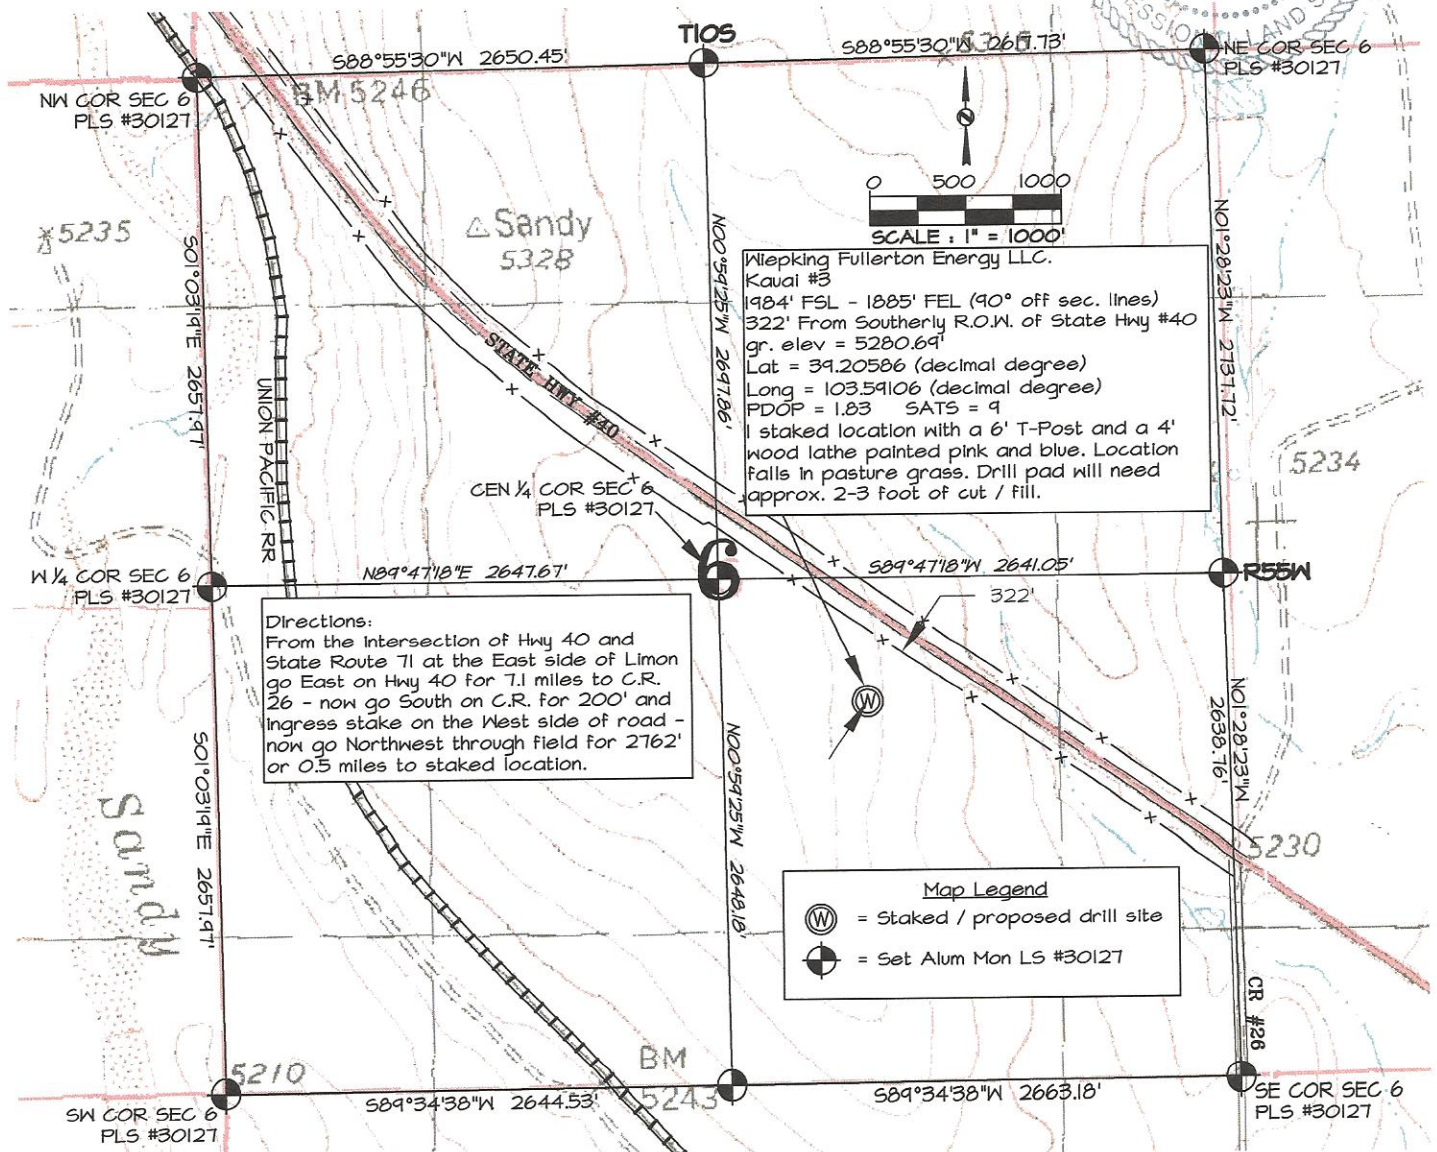 T10S
S88°55'30"W 2650.45'
S88°55'30"W 2617.73'
NE COR SEC 6
PLS #30127
NW COR SEC 6
PLS #30127
BM 5246
5235
Sandy
5328
0 500 1000
SCALE : 1" = 1000'
S01°03'19"E 2657.97'
N00°59'25"W 2697.86'
N01°28'23"W 2737.72'
Wiepking Fullerton Energy LLC.
Kauai #3
1984' FSL - 1885' FEL (90° off sec. lines)
322' From Southerly R.O.W. of State Hwy #40
gr. elev = 5280.69'
Lat = 39.20586 (decimal degree)
Long = 103.59106 (decimal degree)
PDOP = 1.83 SATS = 9
I staked location with a 6' T-Post and a 4'
wood lathe painted pink and blue. Location
falls in pasture grass. Drill pad will need
approx. 2-3 foot of cut / fill.
STATE HWY #40
UNION PACIFIC RR
5234
CEN ¼ COR SEC 6
PLS #30127
6
W ¼ COR SEC 6
PLS #30127
N89°47'18"E 2647.67'
S89°47'18"W 2641.05'
R55W
322'
Directions:
From the intersection of Hwy 40 and
State Route 71 at the East side of Limon
go East on Hwy 40 for 7.1 miles to C.R.
26 - now go South on C.R. for 200' and
ingress stake on the West side of road -
now go Northwest through field for 2762'
or 0.5 miles to staked location.
W
S01°03'19"E 2657.97'
N00°59'25"W 2648.18'
N01°28'23"W
2638.76'
Sandy
5230
Map Legend
W = Staked / proposed drill site
= Set Alum Mon LS #30127
CR #26
BM
5243
5210
SW COR SEC 6
PLS #30127
S89°34'38"W 2644.53'
S89°34'38"W 2663.18'
SE COR SEC 6
PLS #30127